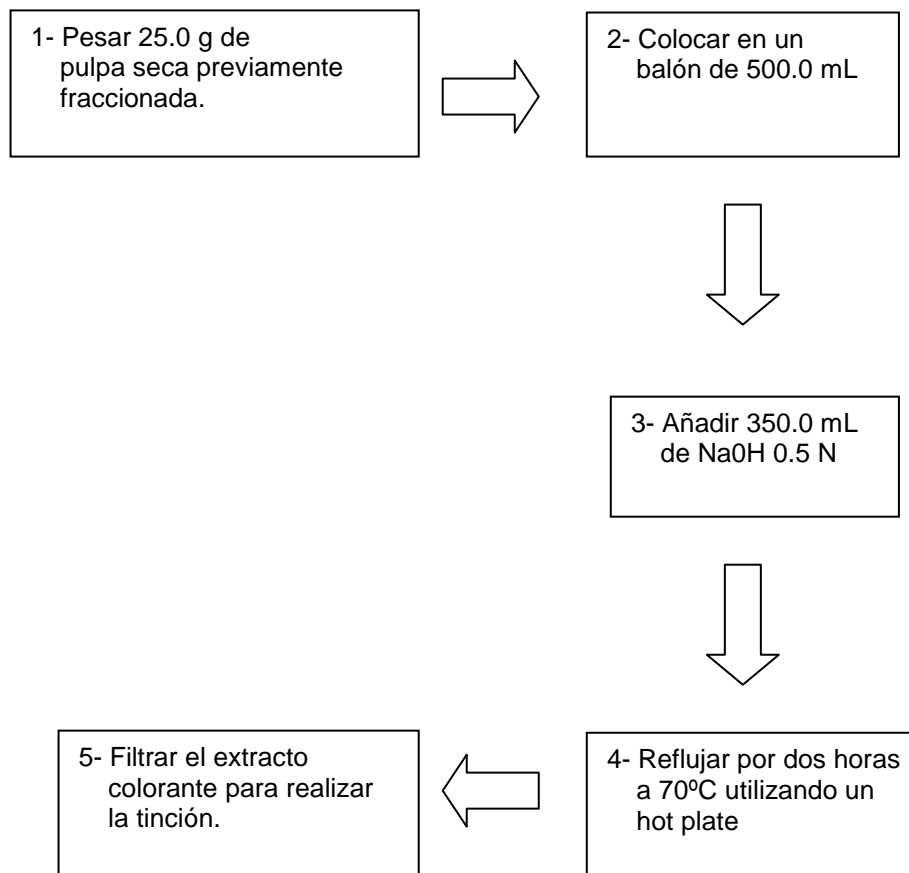 1- Pesar 25.0 g de
pulpa seca previamente
fraccionada.
2- Colocar en un
balón de 500.0 mL
3- Añadir 350.0 mL
de Na0H 0.5 N
4- Reflujar por dos horas
a 70ºC utilizando un
hot plate
5- Filtrar el extracto
colorante para realizar
la tinción.